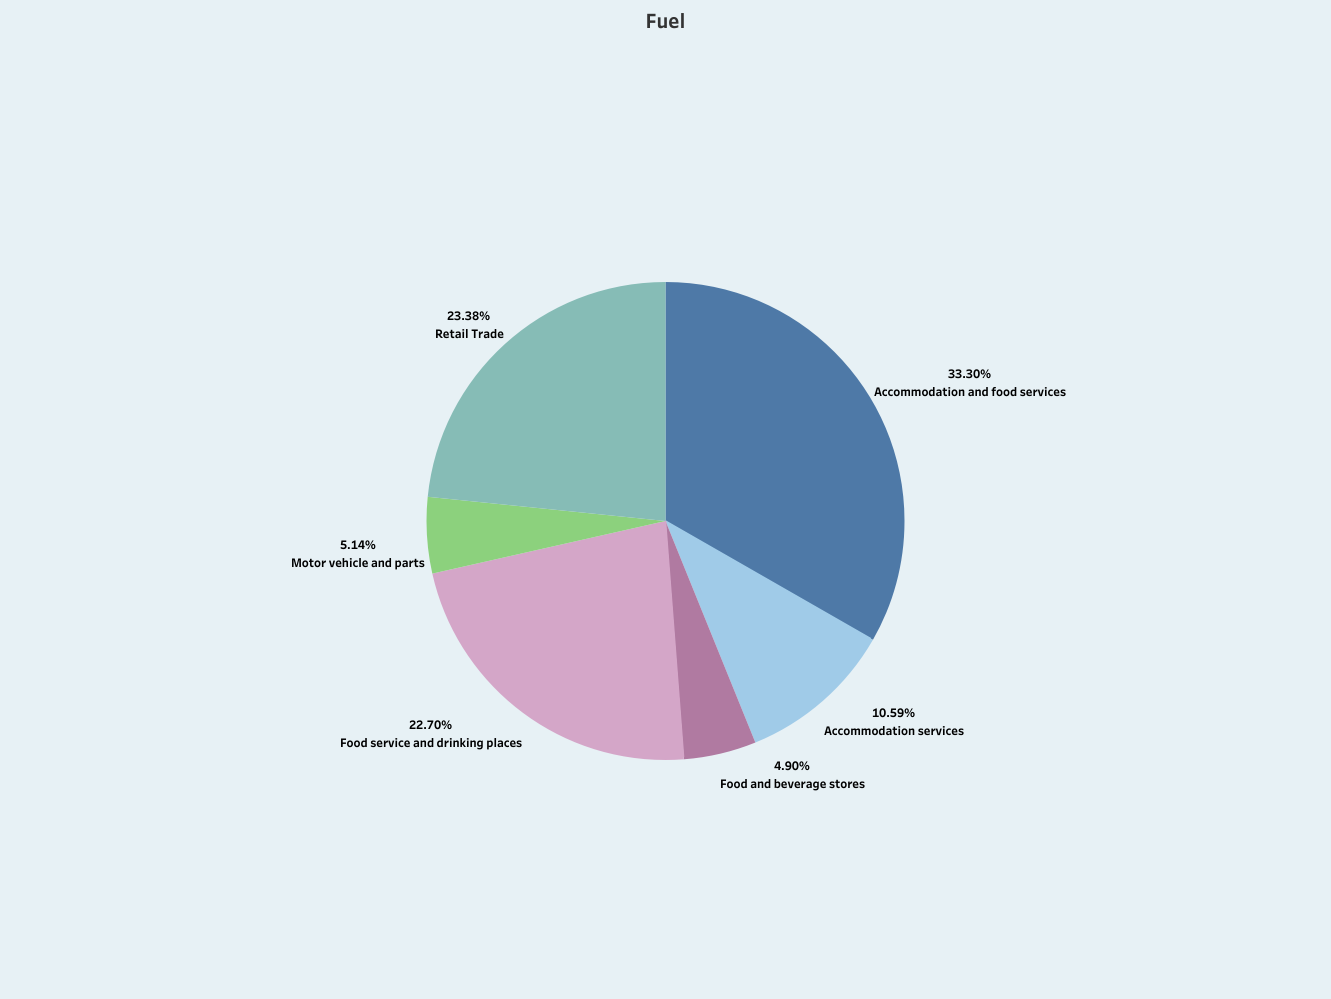 Fuel
23.38%
Retail Trade
33.30%
Accommodation and food services
5.14%
Motor vehicle and parts
10.59%
Accommodation services
22.70%
Food service and drinking places
4.90%
Food and beverage stores